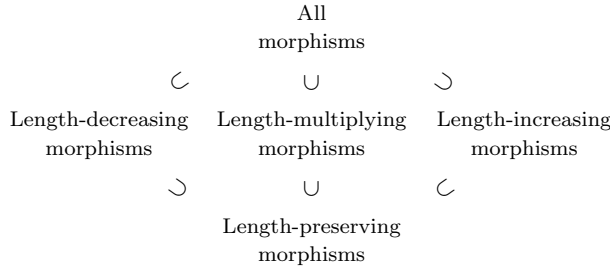 All
morphisms
∪ ∪ ∪
Length-decreasing Length-multiplying Length-increasing
morphisms morphisms morphisms
∪ ∪ ∪
Length-preserving
morphisms